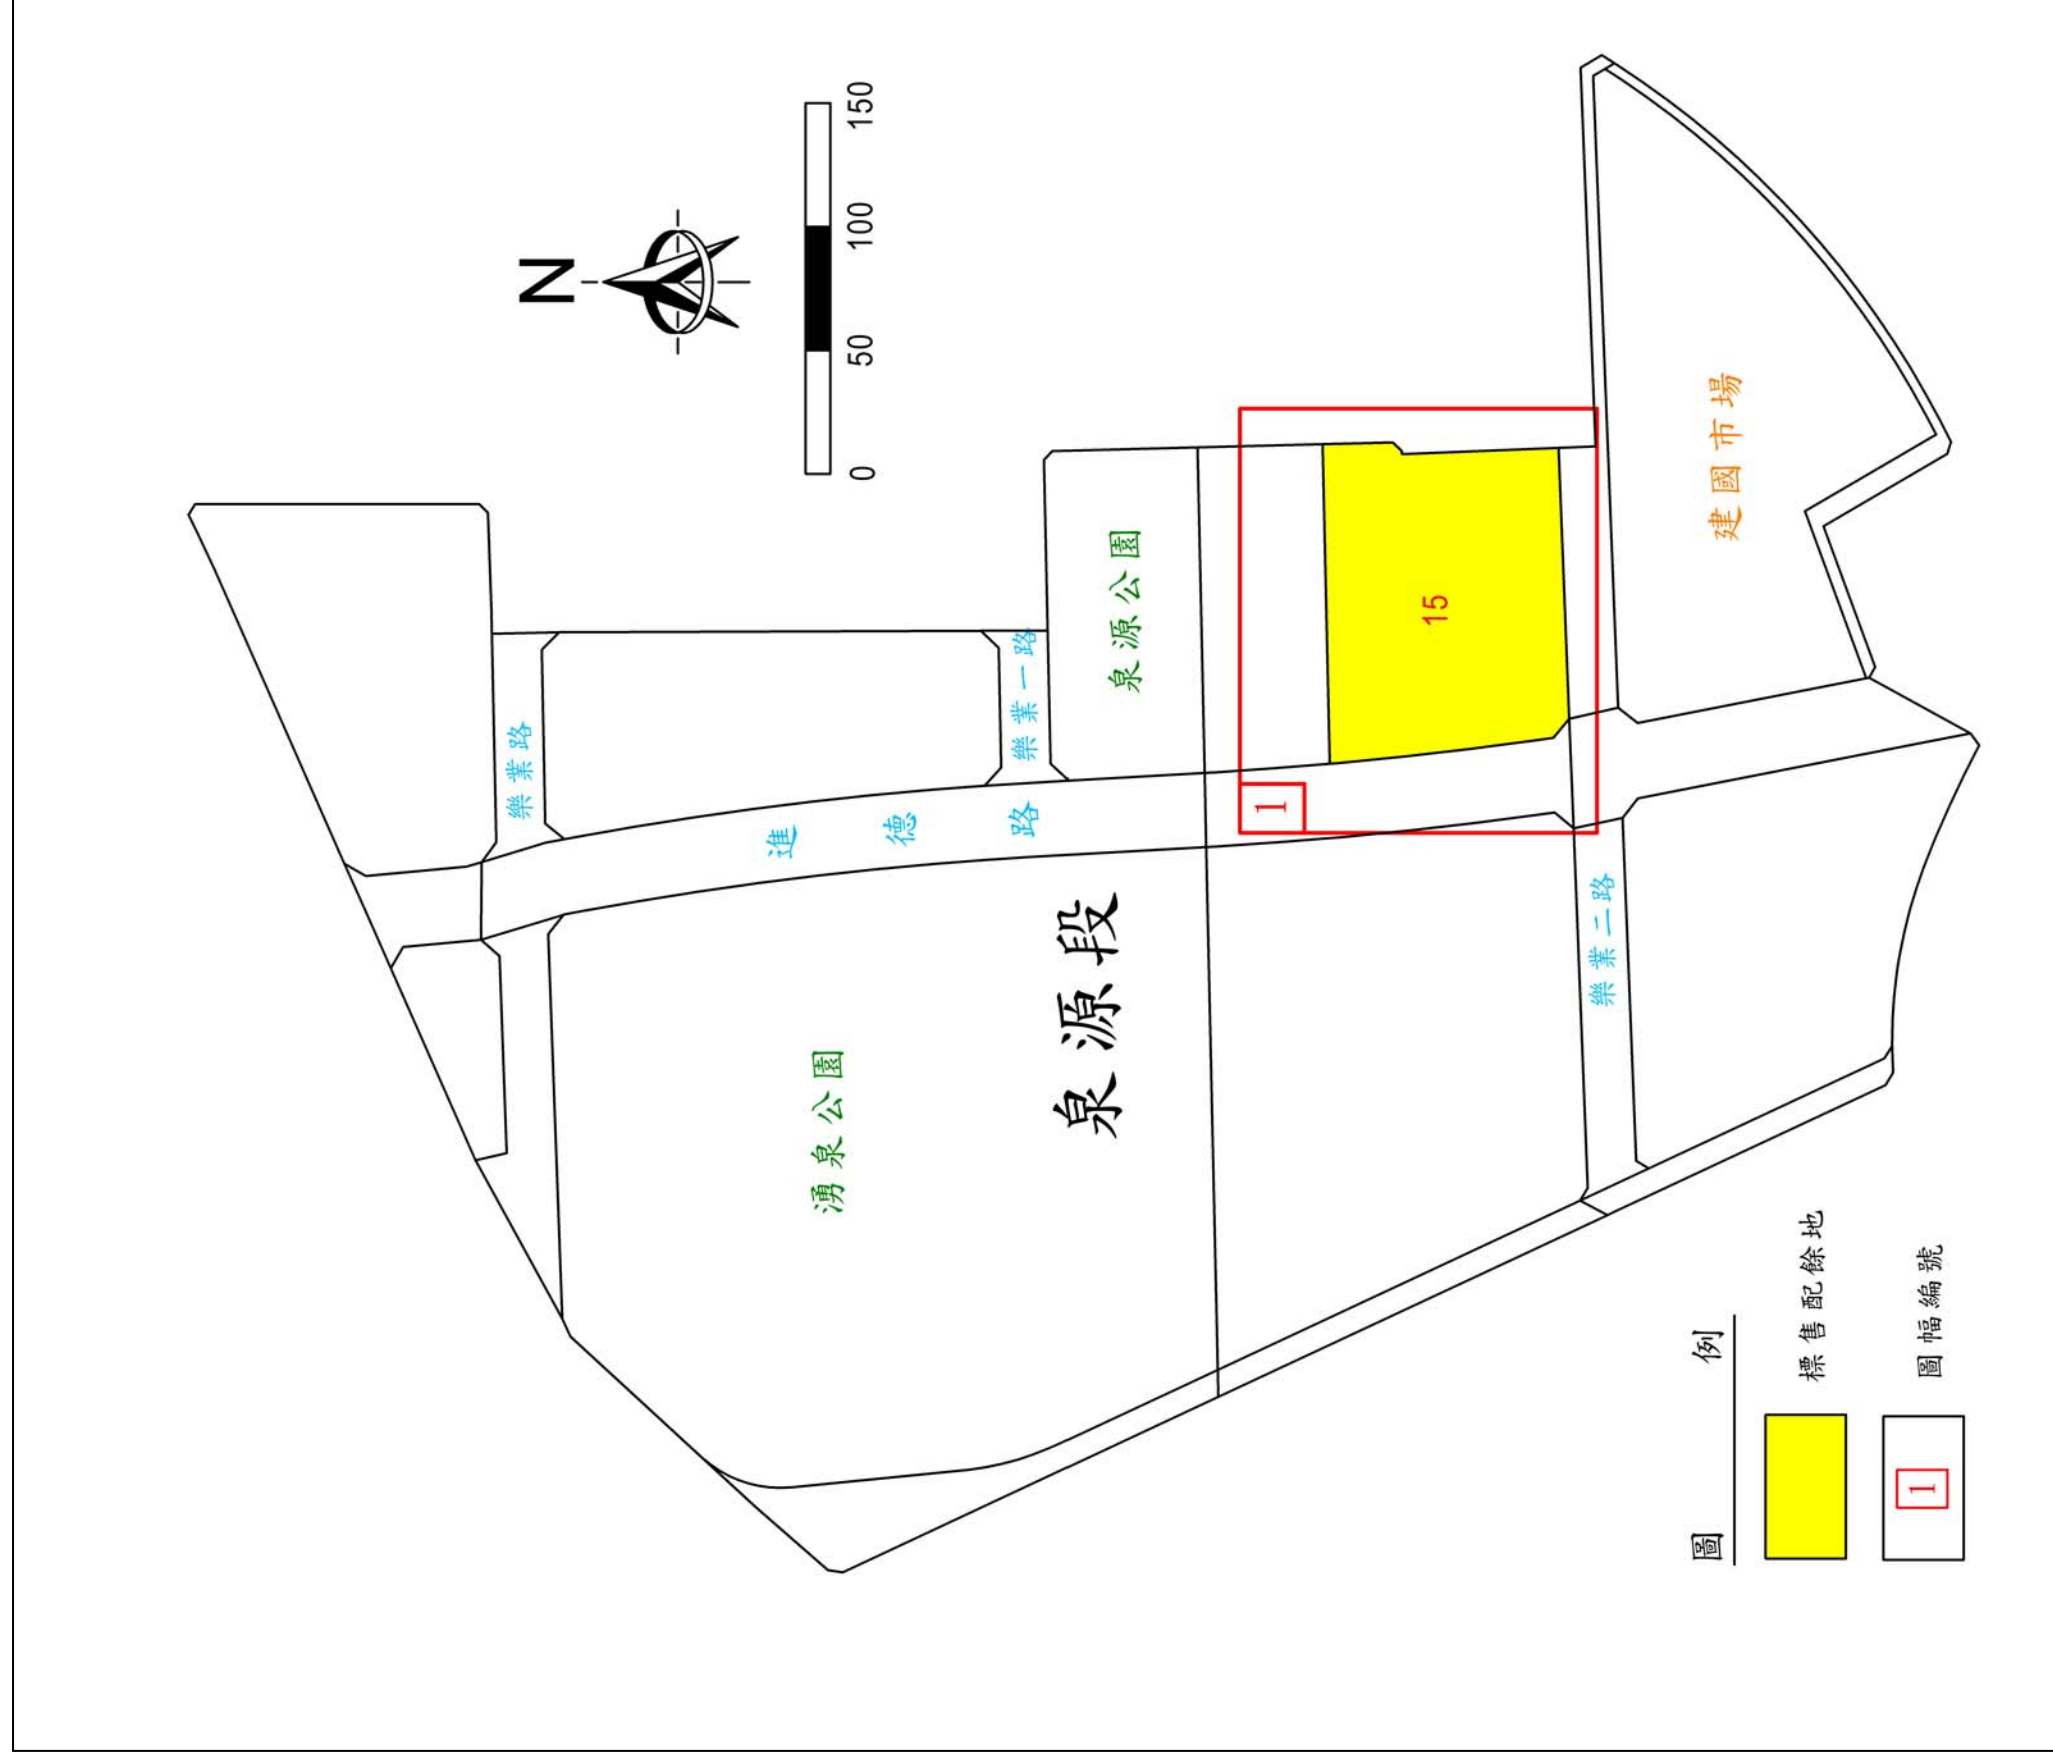 N
0 50 100 150
樂業路
樂業一路
進德路
泉源公園
湧泉公園
泉源段
1
15
建國市場
樂業二路
圖例
標售配餘地
1
圖幅編號